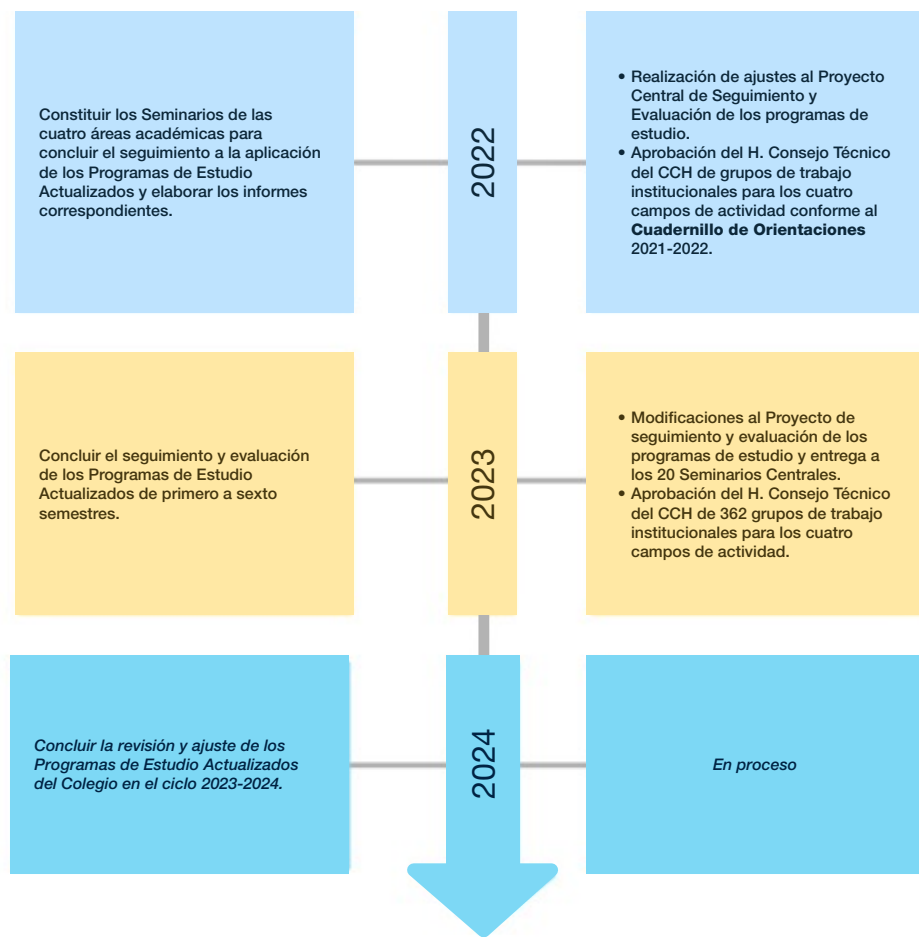 Constituir los Seminarios de las
cuatro áreas académicas para
concluir el seguimiento a la aplicación
de los Programas de Estudio
Actualizados y elaborar los informes
correspondientes.
2022
• Realización de ajustes al Proyecto
Central de Seguimiento y
Evaluación de los programas de
estudio.
• Aprobación del H. Consejo Técnico
del CCH de grupos de trabajo
institucionales para los cuatro
campos de actividad conforme al
Cuadernillo de Orientaciones
2021-2022.
Concluir el seguimiento y evaluación
de los Programas de Estudio
Actualizados de primero a sexto
semestres.
2023
• Modificaciones al Proyecto de
seguimiento y evaluación de los
programas de estudio y entrega a
los 20 Seminarios Centrales.
• Aprobación del H. Consejo Técnico
del CCH de 362 grupos de trabajo
institucionales para los cuatro
campos de actividad.
Concluir la revisión y ajuste de los
Programas de Estudio Actualizados
del Colegio en el ciclo 2023-2024.
2024
En proceso